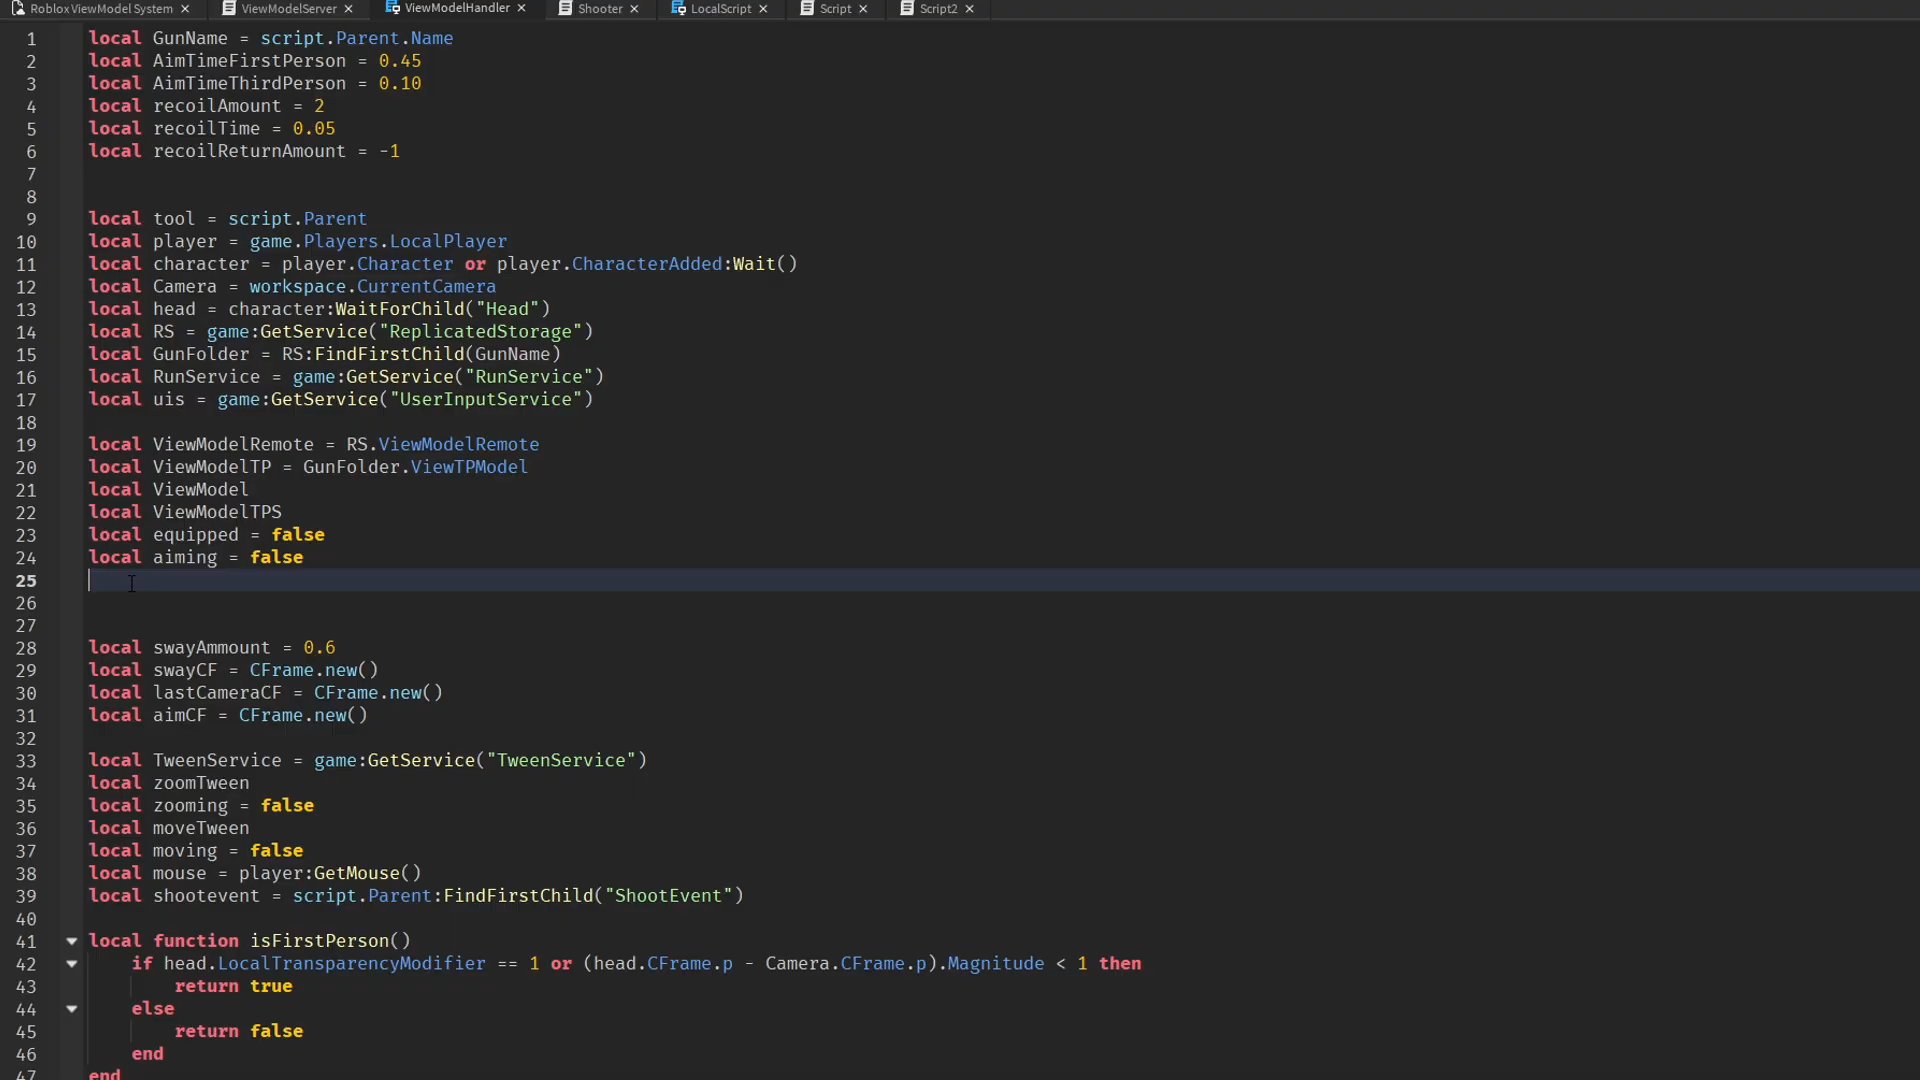 Roblox ViewModel System × ViewModelServer × ViewModelHandler × Shooter × LocalScript × Script × Script2 ×
1 local GunName = script.Parent.Name
2 local AimTimeFirstPerson = 0.45
3 local AimTimeThirdPerson = 0.10
4 local recoilAmount = 2
5 local recoilTime = 0.05
6 local recoilReturnAmount = -1
7
8
9 local tool = script.Parent
10 local player = game.Players.LocalPlayer
11 local character = player.Character or player.CharacterAdded:Wait()
12 local Camera = workspace.CurrentCamera
13 local head = character:WaitForChild("Head")
14 local RS = game:GetService("ReplicatedStorage")
15 local GunFolder = RS:FindFirstChild(GunName)
16 local RunService = game:GetService("RunService")
17 local uis = game:GetService("UserInputService")
18
19 local ViewModelRemote = RS.ViewModelRemote
20 local ViewModelTP = GunFolder.ViewTPModel
21 local ViewModel
22 local ViewModelTPS
23 local equipped = false
24 local aiming = false
25
26
27
28 local swayAmmount = 0.6
29 local swayCF = CFrame.new()
30 local lastCameraCF = CFrame.new()
31 local aimCF = CFrame.new()
32
33 local TweenService = game:GetService("TweenService")
34 local zoomTween
35 local zooming = false
36 local moveTween
37 local moving = false
38 local mouse = player:GetMouse()
39 local shootevent = script.Parent:FindFirstChild("ShootEvent")
40
41 local function isFirstPerson()
42 if head.LocalTransparencyModifier == 1 or (head.CFrame.p - Camera.CFrame.p).Magnitude < 1 then
43 return true
44 else
45 return false
46 end
47 end